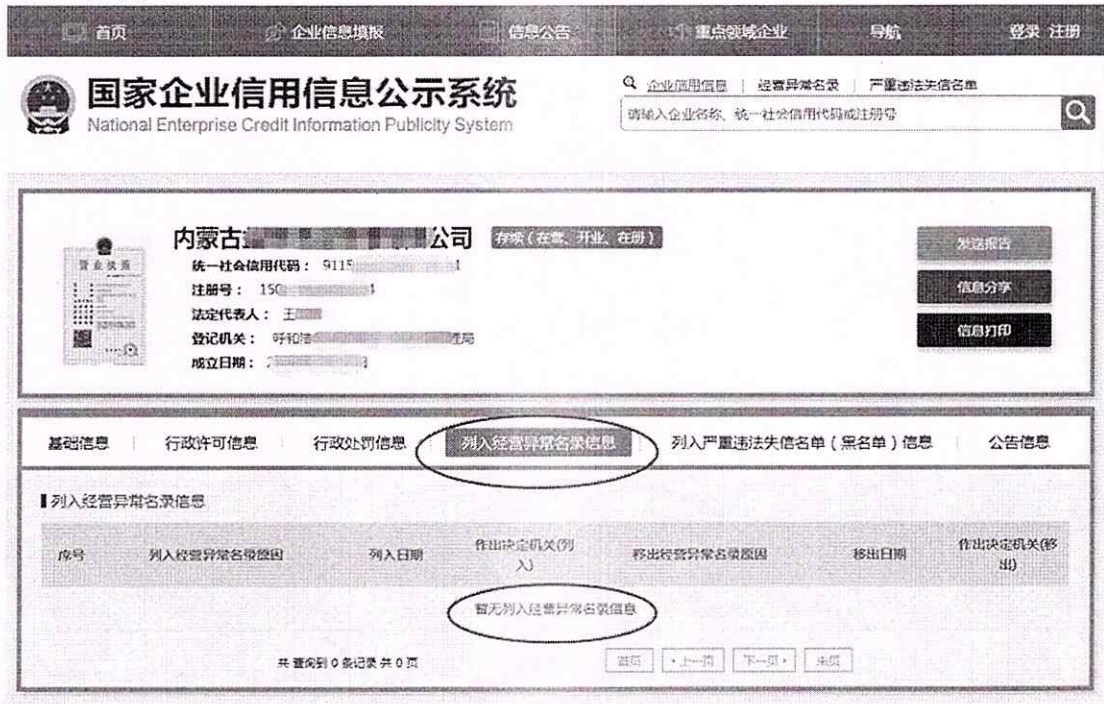 首页 企业信息填报 信息公告 重点领域企业 导航 登录 注册
国家企业信用信息公示系统
National Enterprise Credit Information Publicity System
企业信用信息 | 经营异常名录 | 严重违法失信名单
请输入企业名称、统一社会信用代码或注册号
营业执照
内蒙古 公司 存续（在营、开业、在册）
统一社会信用代码： 9115 1
注册号： 150
法定代表人： 王
登记机关： 呼和浩 理局
成立日期： 2
发送报告
信息分享
信息打印
基础信息 行政许可信息 行政处罚信息 列入经营异常名录信息 列入严重违法失信名单（黑名单）信息 公告信息
列入经营异常名录信息
序号 列入经营异常名录原因 列入日期 作出决定机关(列入) 移出经营异常名录原因 移出日期 作出决定机关(移出)
暂无列入经营异常名录信息
共 查询到 0 条记录 共 0 页
首页 上一页 下一页 末页